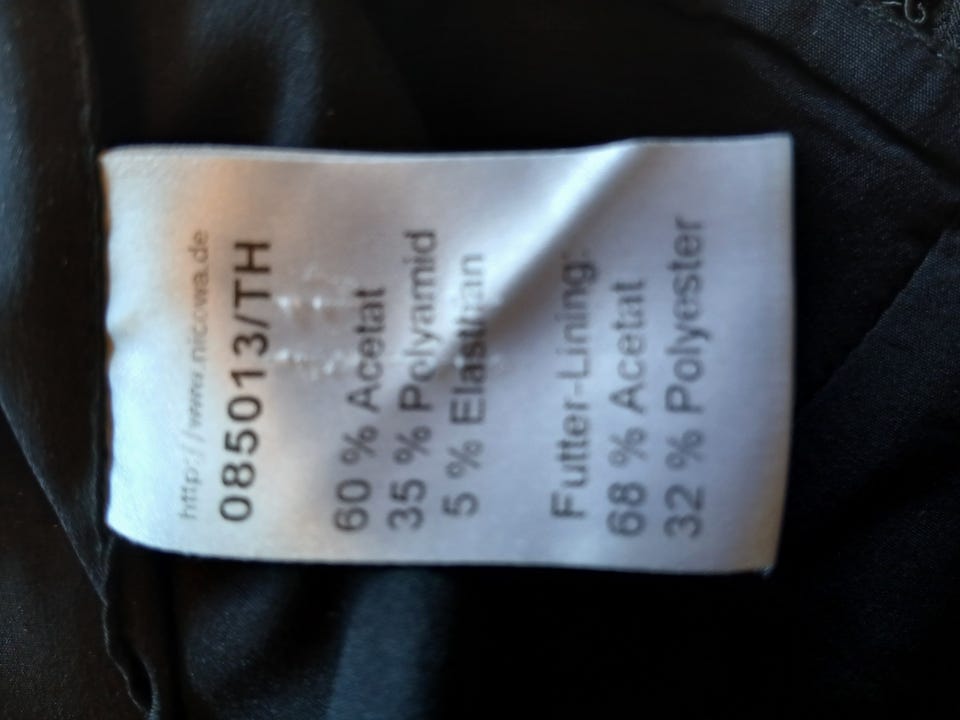 http://www.nicowa.de
085013/TH
60 % Acetat
35 % Polyamid
5 % Elasthan
Futter-Lining:
68 % Acetat
32 % Polyester